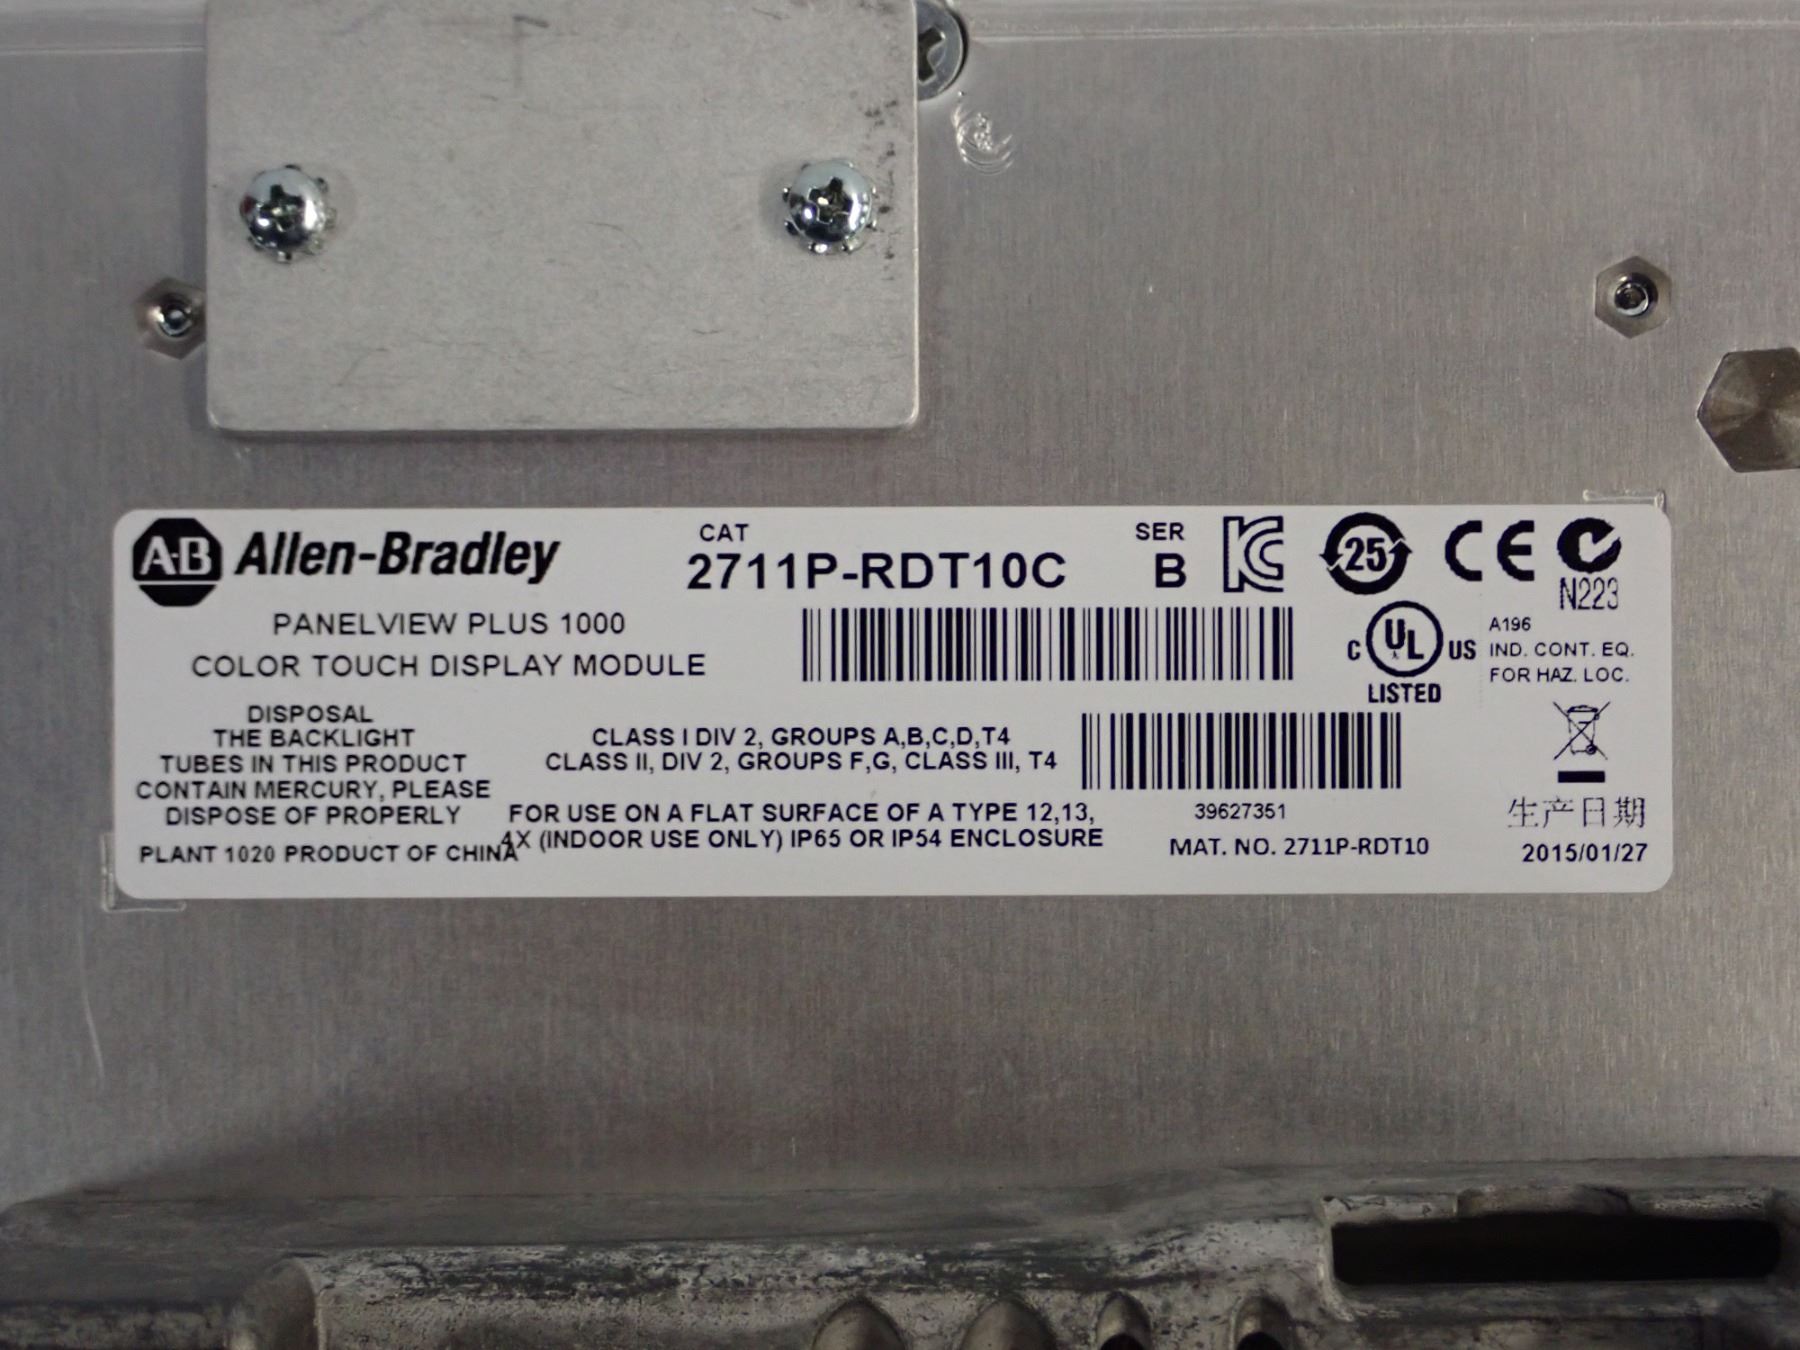 A-B Allen-Bradley
CAT
2711P-RDT10C
SER
B
25
CE
N223
PANELVIEW PLUS 1000
COLOR TOUCH DISPLAY MODULE
C UL US
LISTED
A196
IND. CONT. EQ.
FOR HAZ. LOC.
DISPOSAL
THE BACKLIGHT
TUBES IN THIS PRODUCT
CONTAIN MERCURY, PLEASE
DISPOSE OF PROPERLY
PLANT 1020 PRODUCT OF CHINA
CLASS I DIV 2, GROUPS A,B,C,D,T4
CLASS II, DIV 2, GROUPS F,G, CLASS III, T4
FOR USE ON A FLAT SURFACE OF A TYPE 12,13,
4X (INDOOR USE ONLY) IP65 OR IP54 ENCLOSURE
39627351
MAT. NO. 2711P-RDT10
生产日期
2015/01/27